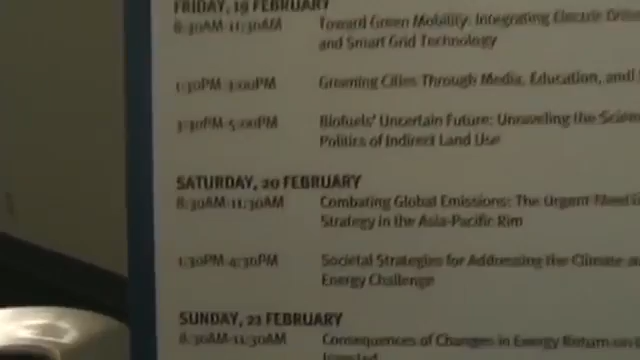 FRIDAY, 19 FEBRUARY
8:30AM-11:30AM Toward Green Mobility: Integrating Electric
and Smart Grid Technology
1:30PM-3:00PM Greening Cities Through Media, Education, and
3:30PM-5:00PM Biofuels' Uncertain Future: Unraveling the
Politics of Indirect Land Use
SATURDAY, 20 FEBRUARY
8:30AM-11:30AM Combating Global Emissions: The Urgent Need
Strategy in the Asia-Pacific Rim
1:30PM-4:30PM Societal Strategies for Addressing the Climate
Energy Challenge
SUNDAY, 21 FEBRUARY
8:30AM-11:30AM Consequences of Changes in Energy Return on